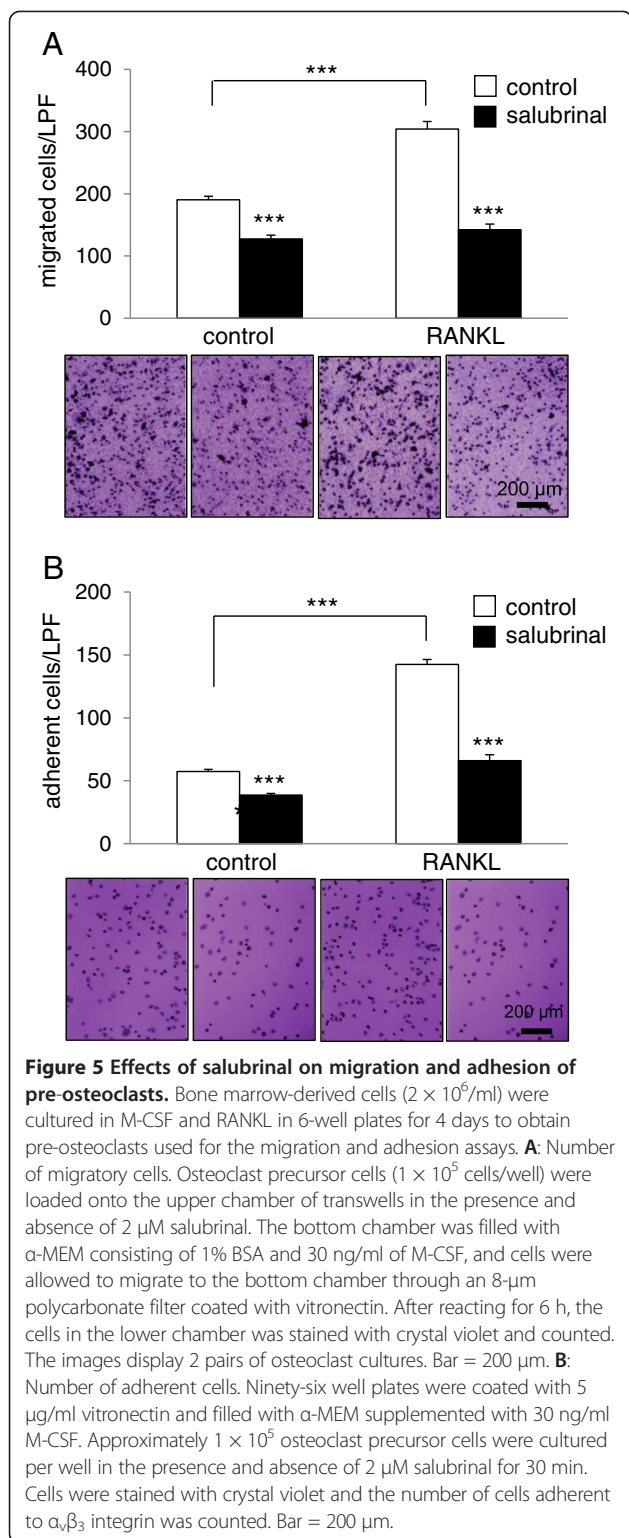 A
400
300
200
100
0
migrated cells/LPF
***
control
salubrinal
***
***
control
RANKL
200 µm
B
200
150
100
50
0
adherent cells/LPF
***
control
salubrinal
***
***
*
control
RANKL
200 µm
Figure 5 Effects of salubrinal on migration and adhesion of
pre-osteoclasts. Bone marrow-derived cells (2 × 10⁶/ml) were
cultured in M-CSF and RANKL in 6-well plates for 4 days to obtain
pre-osteoclasts used for the migration and adhesion assays. A: Number
of migratory cells. Osteoclast precursor cells (1 × 10⁵ cells/well) were
loaded onto the upper chamber of transwells in the presence and
absence of 2 µM salubrinal. The bottom chamber was filled with
α-MEM consisting of 1% BSA and 30 ng/ml of M-CSF, and cells were
allowed to migrate to the bottom chamber through an 8-µm
polycarbonate filter coated with vitronectin. After reacting for 6 h, the
cells in the lower chamber was stained with crystal violet and counted.
The images display 2 pairs of osteoclast cultures. Bar = 200 µm. B:
Number of adherent cells. Ninety-six well plates were coated with 5
µg/ml vitronectin and filled with α-MEM supplemented with 30 ng/ml
M-CSF. Approximately 1 × 10⁵ osteoclast precursor cells were cultured
per well in the presence and absence of 2 µM salubrinal for 30 min.
Cells were stained with crystal violet and the number of cells adherent
to αᵥβ₃ integrin was counted. Bar = 200 µm.